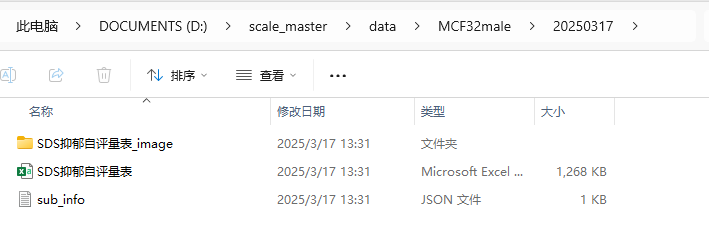 此电脑 > DOCUMENTS (D:) > scale_master > data > MCF32male > 20250317 >
排序 查看 ...
名称 修改日期 类型 大小
SDS抑郁自评量表_image 2025/3/17 13:31 文件夹
SDS抑郁自评量表 2025/3/17 13:31 Microsoft Excel ... 1,268 KB
sub_info 2025/3/17 13:31 JSON 文件 1 KB